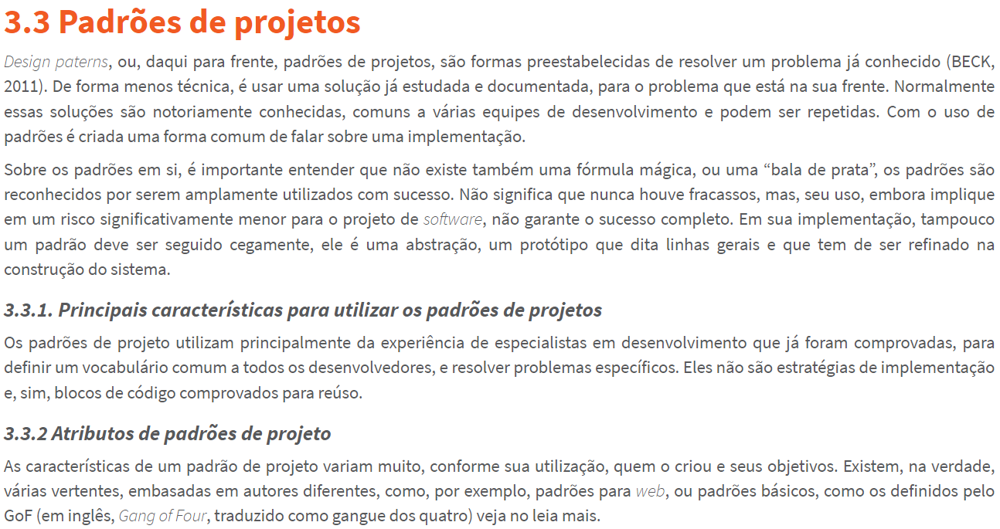 3.3 Padrões de projetos
Design paterns, ou, daqui para frente, padrões de projetos, são formas preestabelecidas de resolver um problema já conhecido (BECK,
2011). De forma menos técnica, é usar uma solução já estudada e documentada, para o problema que está na sua frente. Normalmente
essas soluções são notoriamente conhecidas, comuns a várias equipes de desenvolvimento e podem ser repetidas. Com o uso de
padrões é criada uma forma comum de falar sobre uma implementação.
Sobre os padrões em si, é importante entender que não existe também uma fórmula mágica, ou uma “bala de prata”, os padrões são
reconhecidos por serem amplamente utilizados com sucesso. Não significa que nunca houve fracassos, mas, seu uso, embora implique
em um risco significativamente menor para o projeto de software, não garante o sucesso completo. Em sua implementação, tampouco
um padrão deve ser seguido cegamente, ele é uma abstração, um protótipo que dita linhas gerais e que tem de ser refinado na
construção do sistema.
3.3.1. Principais características para utilizar os padrões de projetos
Os padrões de projeto utilizam principalmente da experiência de especialistas em desenvolvimento que já foram comprovadas, para
definir um vocabulário comum a todos os desenvolvedores, e resolver problemas específicos. Eles não são estratégias de implementação
e, sim, blocos de código comprovados para reúso.
3.3.2 Atributos de padrões de projeto
As características de um padrão de projeto variam muito, conforme sua utilização, quem o criou e seus objetivos. Existem, na verdade,
várias vertentes, embasadas em autores diferentes, como, por exemplo, padrões para web, ou padrões básicos, como os definidos pelo
GoF (em inglês, Gang of Four, traduzido como gangue dos quatro) veja no leia mais.